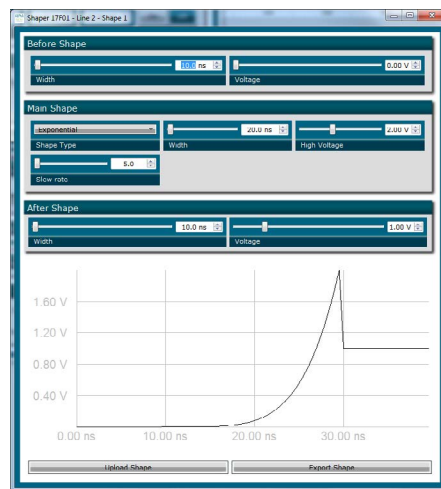 Shaper 17F01 - Line 2 - Shape 1
Before Shape
10.0 ns
0.00 V
Width
Voltage
Main Shape
Exponential
20.0 ns
2.00 V
Shape Type
Width
High Voltage
5.0
Slow rate
After Shape
10.0 ns
1.00 V
Width
Voltage
1.60 V
1.20 V
0.80 V
0.40 V
0.00 ns
10.00 ns
20.00 ns
30.00 ns
Upload Shape
Export Shape